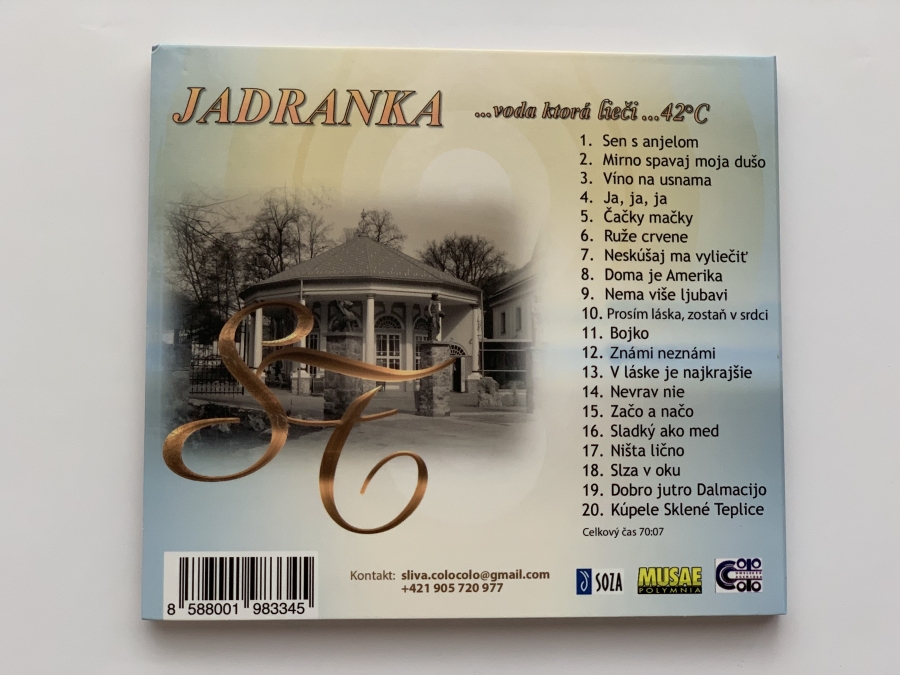 JADRANKA
...voda ktorá lieči ...42°C
1. Sen s anjelom
2. Mirno spavaj moja dušo
3. Víno na usnama
4. Ja, ja, ja
5. Čačky mačky
6. Ruže crvene
7. Neskúšaj ma vyliečiť
8. Doma je Amerika
9. Nema više ljubavi
10. Prosím láska, zostaň v srdci
11. Bojko
12. Známi neznámi
13. V láske je najkrajšie
14. Nevrav nie
15. Začo a načo
16. Sladký ako med
17. Ništa lično
18. Slza v oku
19. Dobro jutro Dalmacijo
20. Kúpele Sklené Teplice
Celkový čas 70:07
ST
8 588001 983345
Kontakt: sliva.colocolo@gmail.com
+421 905 720 977
SOZA
MUSAE
POLYMNIA
Colo
Colo